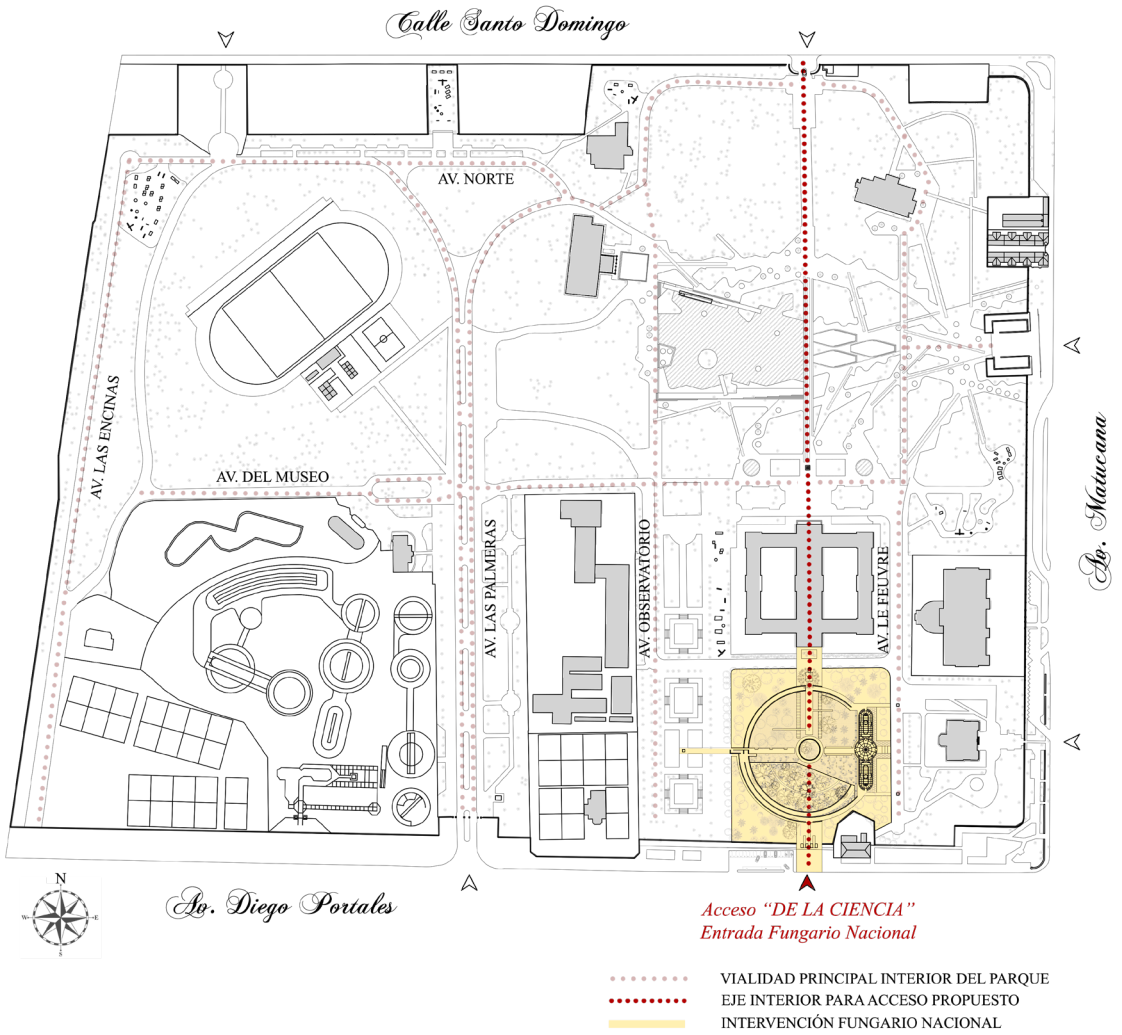 Calle Santo Domingo
AV. NORTE
AV. LAS ENCINAS
AV. DEL MUSEO
AV. LAS PALMERAS
AV. OBSERVATORIO
AV. LE FEUVRE
Av. Matucana
N
W
E
S
Av. Diego Portales
Acceso “DE LA CIENCIA”
Entrada Fungario Nacional
VIALIDAD PRINCIPAL INTERIOR DEL PARQUE
EJE INTERIOR PARA ACCESO PROPUESTO
INTERVENCIÓN FUNGARIO NACIONAL